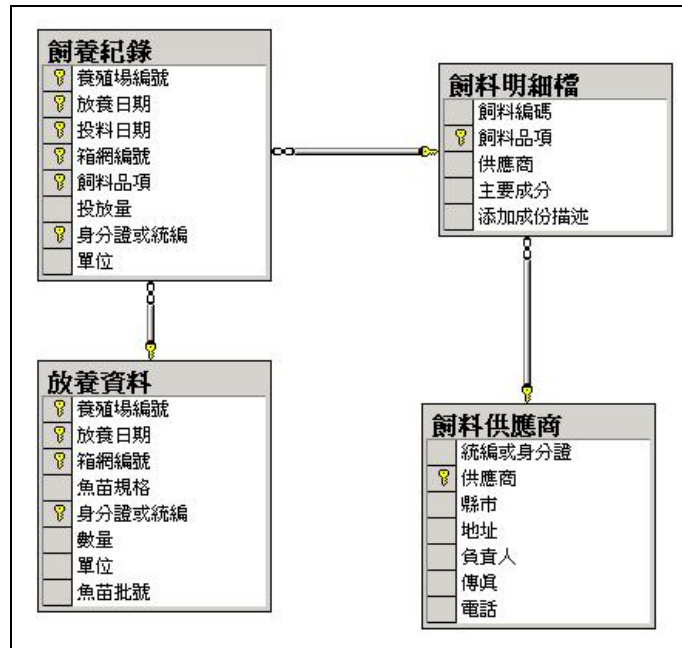 飼養紀錄
養殖場編號
放養日期
投料日期
箱網編號
飼料品項
投放量
身分證或統編
單位
飼料明細檔
飼料編碼
飼料品項
供應商
主要成分
添加成份描述
放養資料
養殖場編號
放養日期
箱網編號
魚苗規格
身分證或統編
數量
單位
魚苗批號
飼料供應商
統編或身分證
供應商
縣市
地址
負責人
傳真
電話